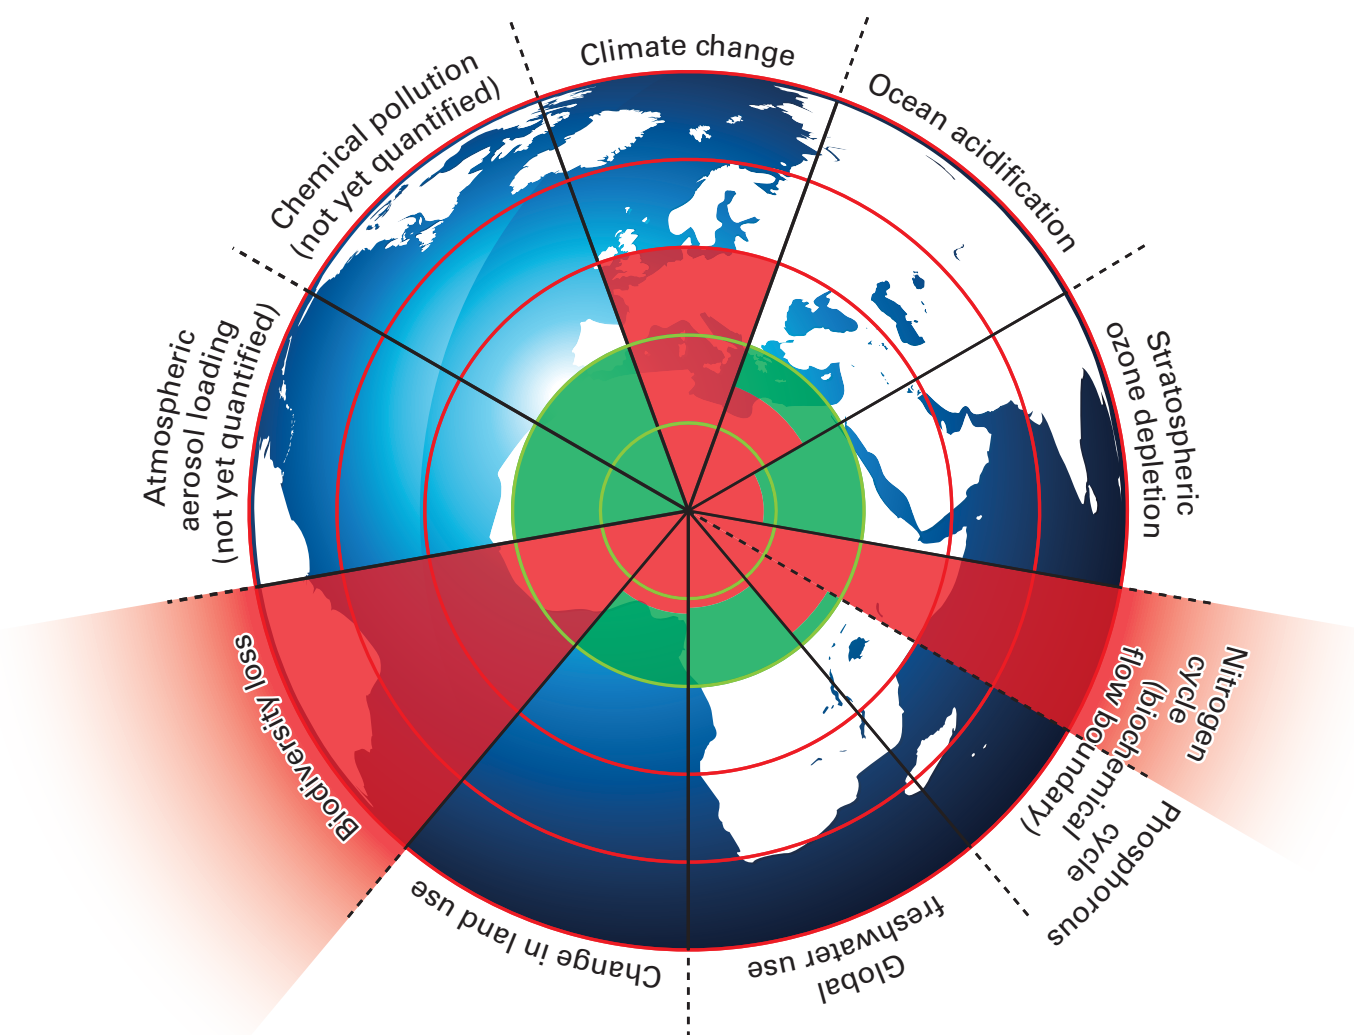 Climate change
Ocean acidification
Stratospheric
ozone depletion
Nitrogen
cycle
(biochemical
flow boundary)
Phosphorous
cycle
Global
freshwater use
Change in land use
Biodiversity loss
Atmospheric
aerosol loading
(not yet quantified)
Chemical pollution
(not yet quantified)